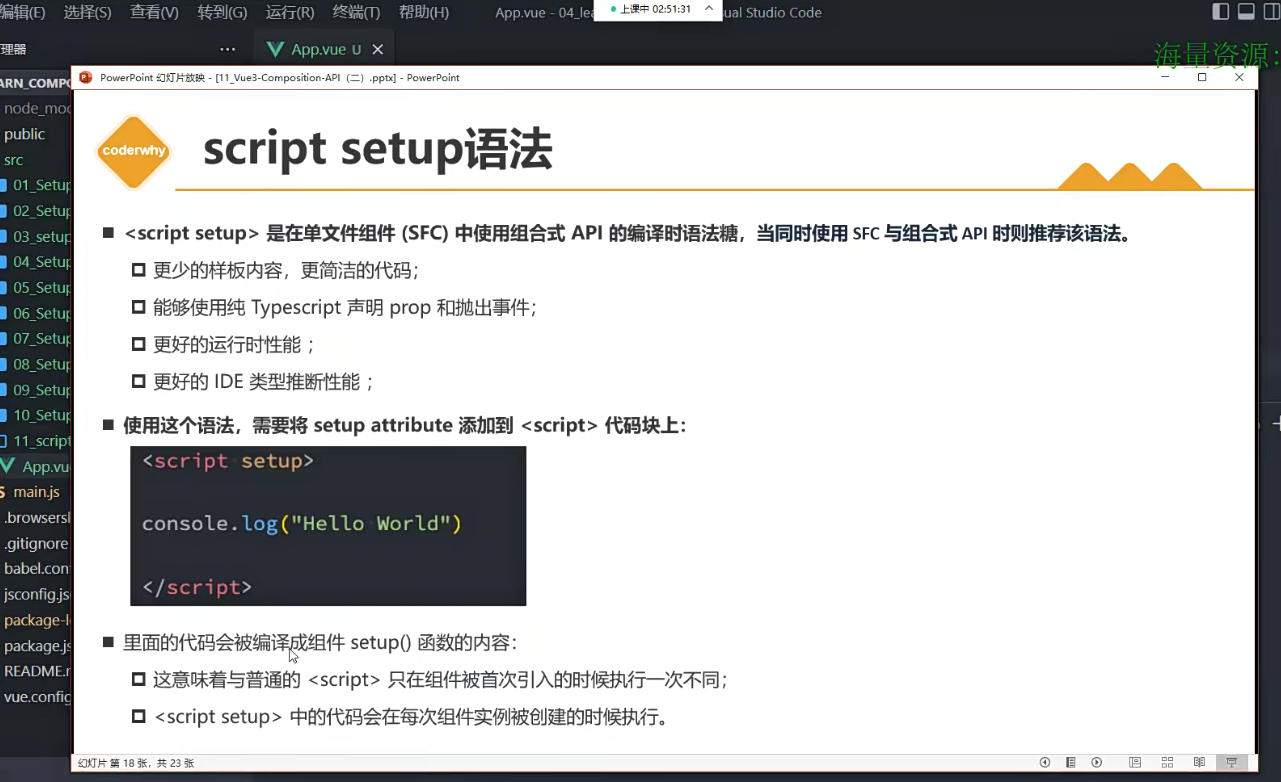 编辑(E) 选择(S) 查看(V) 转到(G) 运行(R) 终端(T) 帮助(H) App.vue - 04_lea
上课中 02:51:31
ual Studio Code
理器
···
App.vue U
海量资源:
ARN_COMPO
node_mod
public
src
01_Setup
02_Setup
03_setup
04_Setup
05_Setup
06_Setup
07_Setup
08_Setup
09_Setup
10_Setup
11_script
App.vu
main.js
.browsersl
.gitignore
babel.con
jsconfig.js
package-l
package.js
README.m
vue.config
PowerPoint 幻灯片放映 - [11_Vue3-Composition-API（二）.pptx] - PowerPoint
coderwhy
script setup语法
<script setup> 是在单文件组件 (SFC) 中使用组合式 API 的编译时语法糖，当同时使用 SFC 与组合式 API 时则推荐该语法。
更少的样板内容，更简洁的代码；
能够使用纯 Typescript 声明 prop 和抛出事件；
更好的运行时性能 ；
更好的 IDE 类型推断性能 ；
使用这个语法，需要将 setup attribute 添加到 <script> 代码块上：
<script setup>
console.log("Hello World")
</script>
里面的代码会被编译成组件 setup() 函数的内容：
这意味着与普通的 <script> 只在组件被首次引入的时候执行一次不同；
<script setup> 中的代码会在每次组件实例被创建的时候执行。
幻灯片 第 18 张，共 23 张